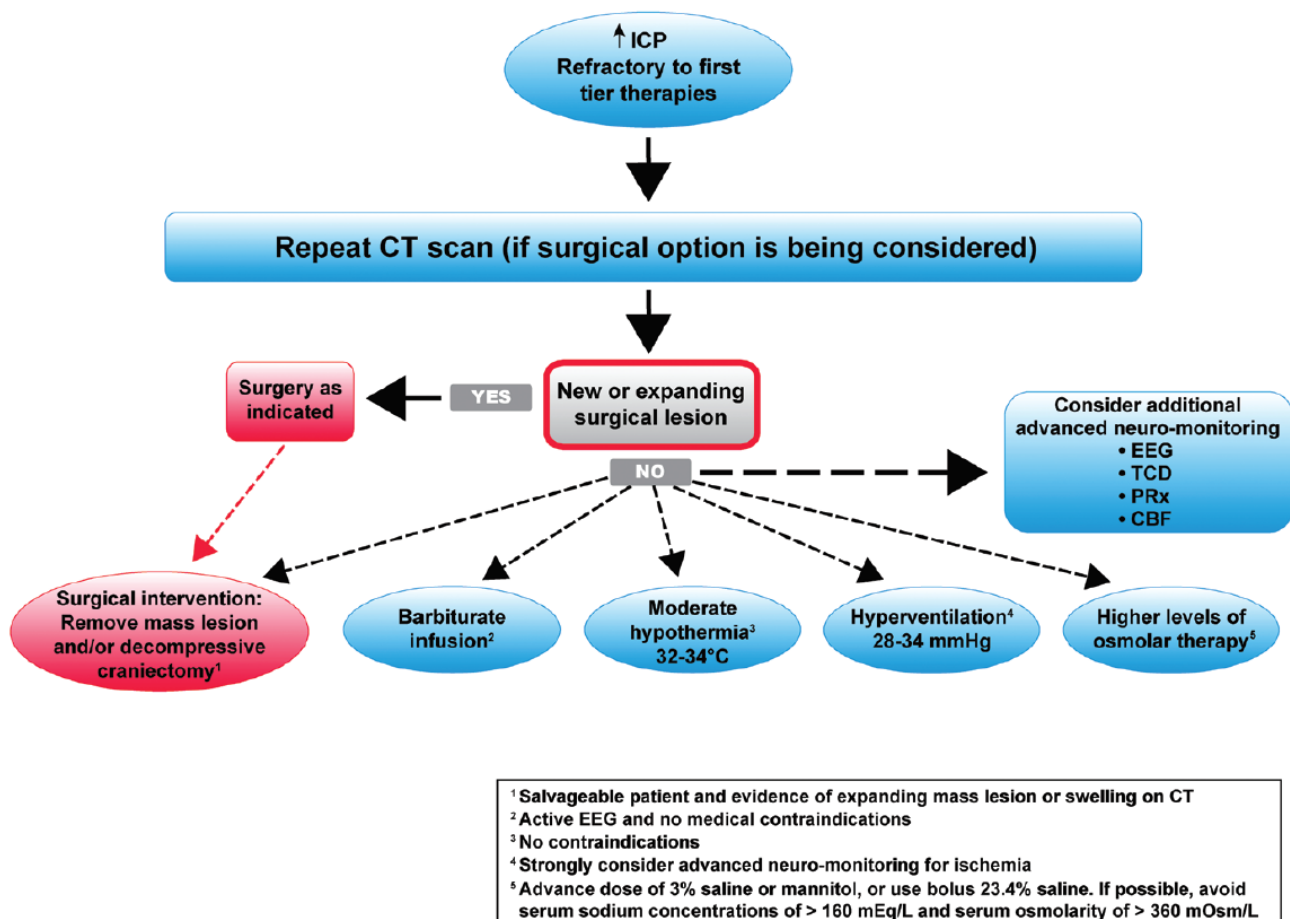 ↑ ICP
Refractory to first
tier therapies
Repeat CT scan (if surgical option is being considered)
Surgery as
indicated
YES
New or expanding
surgical lesion
NO
Consider additional
advanced neuro-monitoring
• EEG
• TCD
• PRx
• CBF
Surgical intervention:
Remove mass lesion
and/or decompressive
craniectomy¹
Barbiturate
infusion²
Moderate
hypothermia³
32-34°C
Hyperventilation⁴
28-34 mmHg
Higher levels of
osmolar therapy⁵
¹ Salvageable patient and evidence of expanding mass lesion or swelling on CT
² Active EEG and no medical contraindications
³ No contraindications
⁴ Strongly consider advanced neuro-monitoring for ischemia
⁵ Advance dose of 3% saline or mannitol, or use bolus 23.4% saline. If possible, avoid
serum sodium concentrations of > 160 mEq/L and serum osmolarity of > 360 mOsm/L